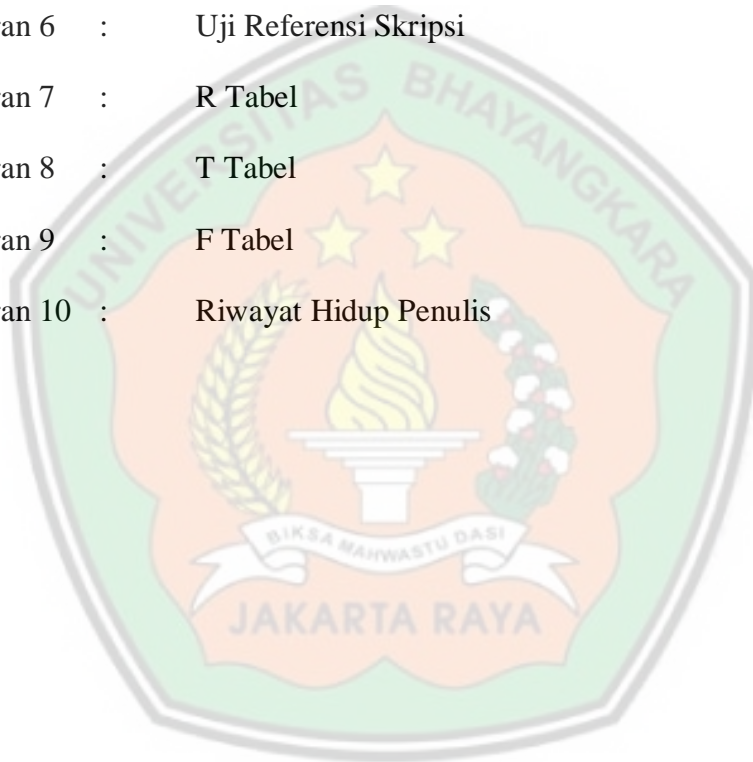 ran 6 : Uji Referensi Skripsi
ran 7 : R Tabel
ran 8 : T Tabel
ran 9 : F Tabel
ran 10 : Riwayat Hidup Penulis
UNIVERSITAS BHAYANGKARA
BIKSA MAHWASTU DASI
JAKARTA RAYA